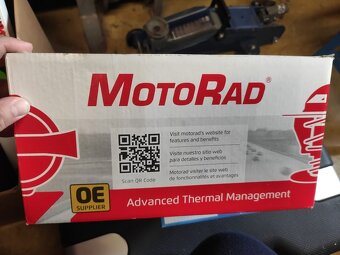 MOTORAD®
Visit motorad's website for
features and benefits
Visite nuestro sitio web
para detalles y beneficios
Motorad visiter le site web
de fonctionnalités et avantages
Scan QR Code
OE
SUPPLIER
Advanced Thermal Management